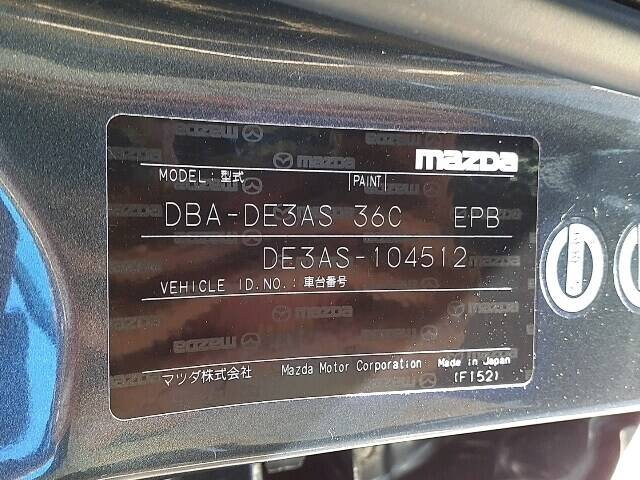 mazda
MODEL：型式 PAINT
DBA-DE3AS 36C EPB
DE3AS-104512
VEHICLE ID.NO.：車台番号
マツダ株式会社 Mazda Motor Corporation Made in Japan
(F152)